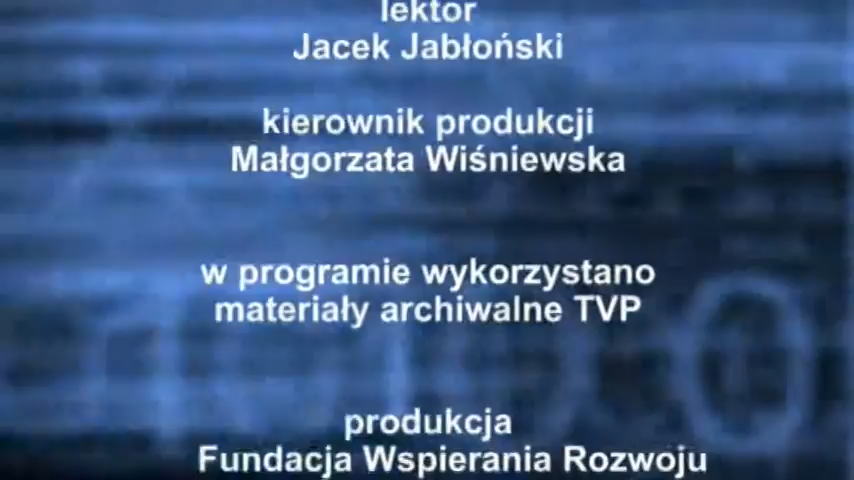 lektor
Jacek Jabłoński
kierownik produkcji
Małgorzata Wiśniewska
w programie wykorzystano
materiały archiwalne TVP
produkcja
Fundacja Wspierania Rozwoju